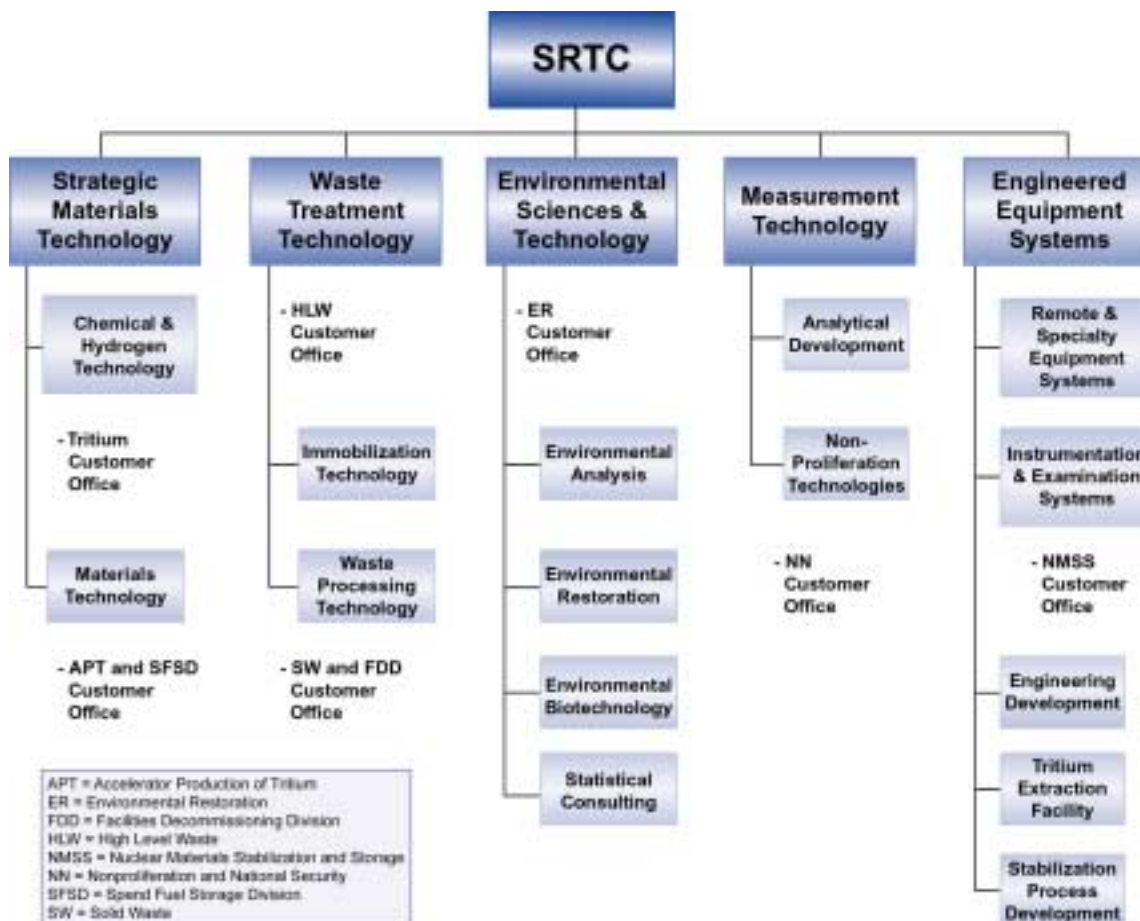 SRTC
Strategic
Materials
Technology
Chemical &
Hydrogen
Technology
- Tritium
Customer
Office
Materials
Technology
- APT and SFSD
Customer
Office
Waste
Treatment
Technology
- HLW
Customer
Office
Immobilization
Technology
Waste
Processing
Technology
- SW and FDD
Customer
Office
Environmental
Sciences &
Technology
- ER
Customer
Office
Environmental
Analysis
Environmental
Restoration
Environmental
Biotechnology
Statistical
Consulting
Measurement
Technology
Analytical
Development
Non-
Proliferation
Technologies
- NN
Customer
Office
Engineered
Equipment
Systems
Remote &
Specialty
Equipment
Systems
Instrumentation
& Examination
Systems
- NMSS
Customer
Office
Engineering
Development
Tritium
Extraction
Facility
Stabilization
Process
Development
APT = Accelerator Production of Tritium
ER = Environmental Restoration
FDD = Facilities Decommissioning Division
HLW = High Level Waste
NMSS = Nuclear Materials Stabilization and Storage
NN = Nonproliferation and National Security
SFSD = Spend Fuel Storage Division
SW = Solid Waste